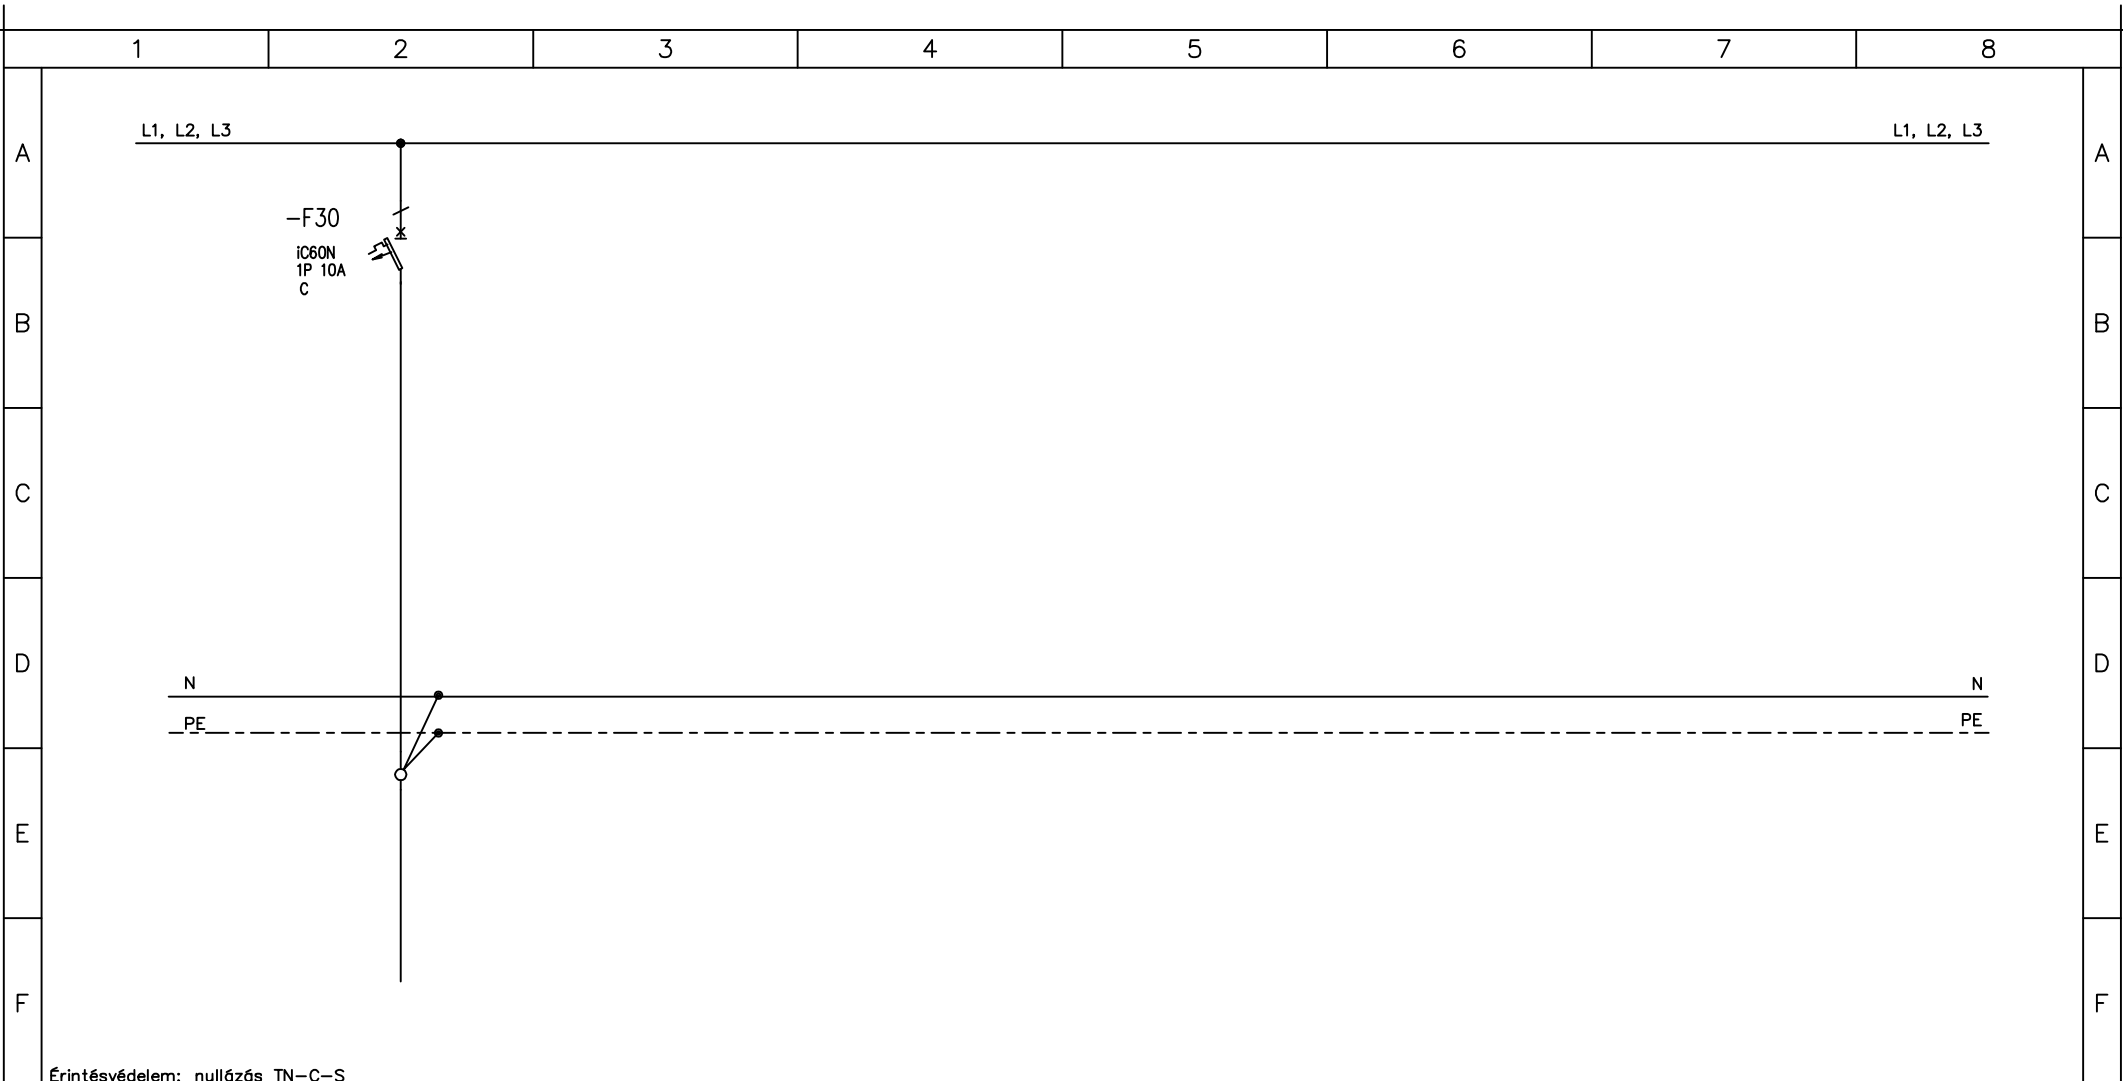 1 2 3 4 5 6 7 8
L1, L2, L3 L1, L2, L3
A A
-F30
iC60N
1P 10A
C
B B
C C
D D
N N
PE PE
E E
F F
Érintésvédelem: nullázás TN-C-S